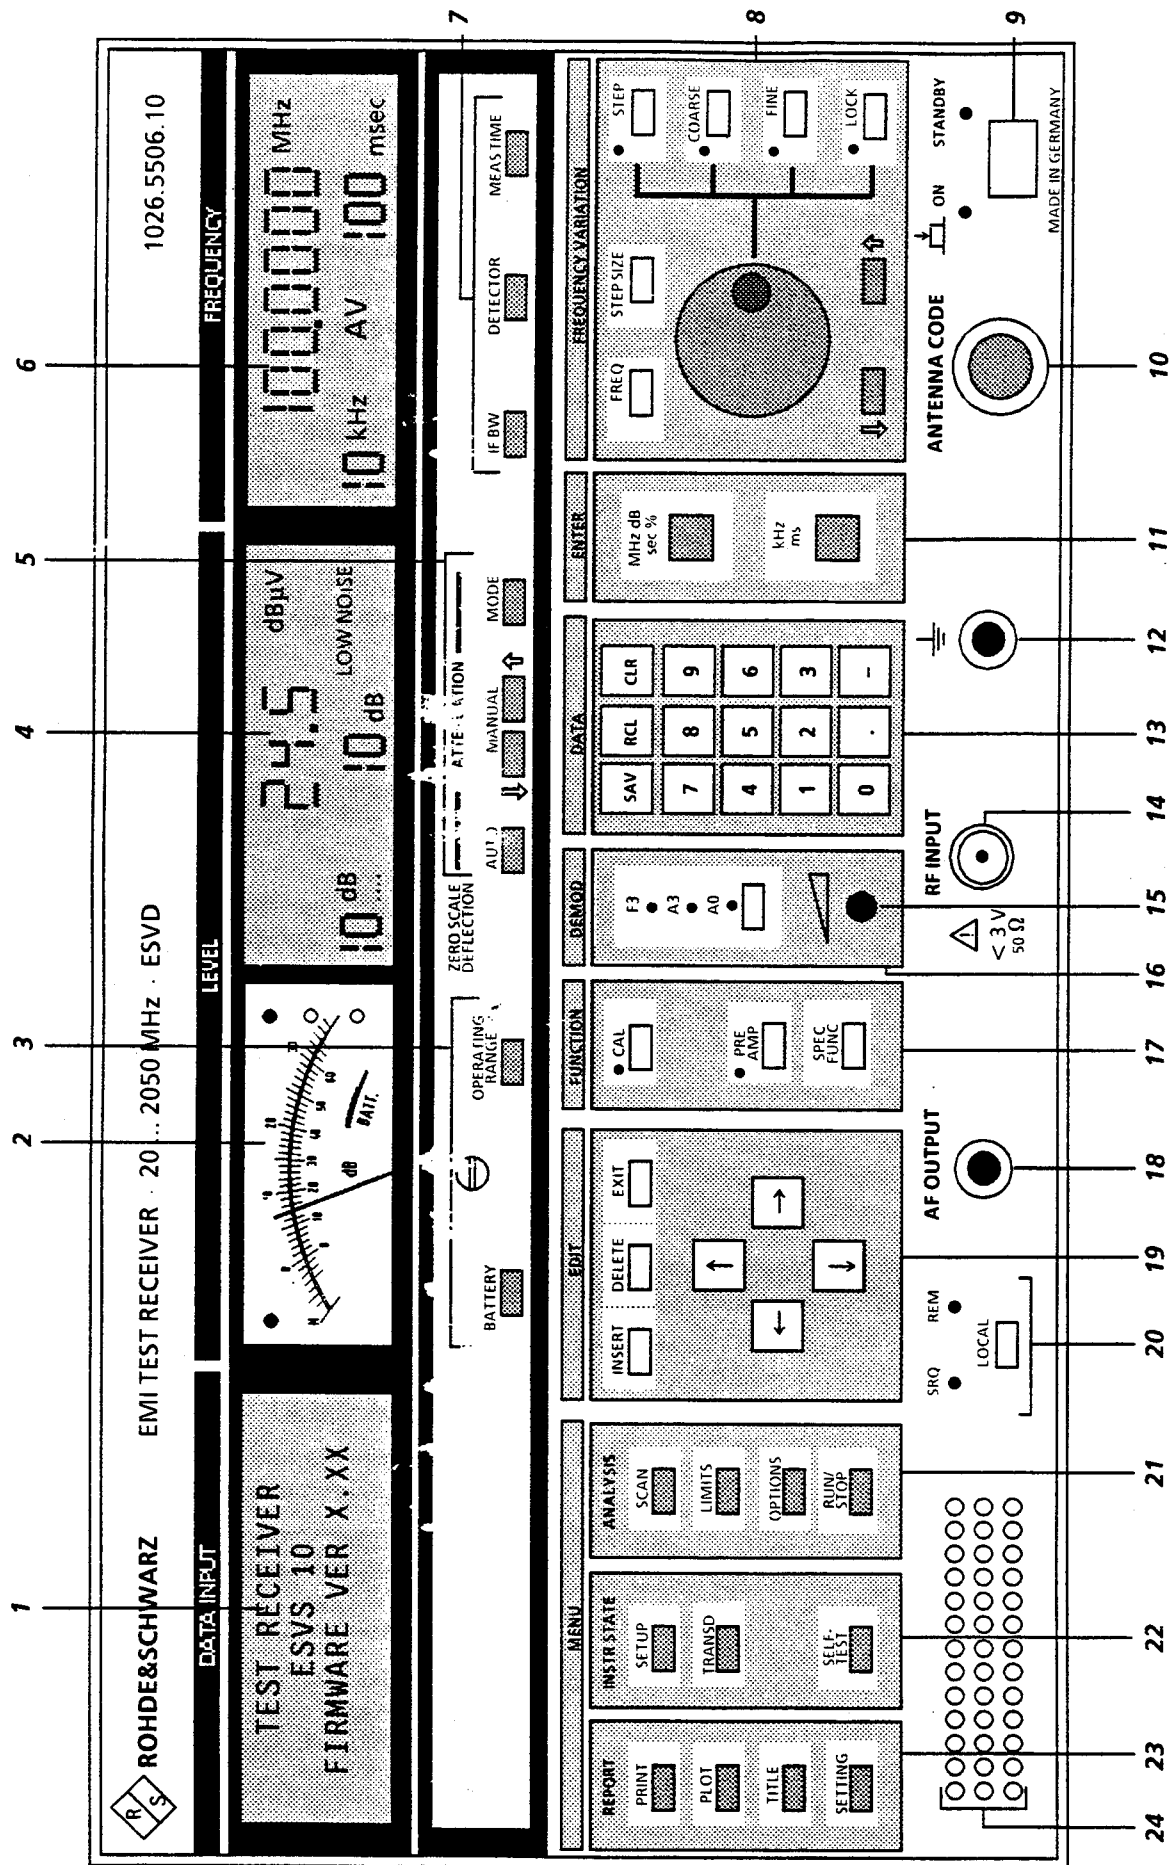 1 2 3 4 5 6 7 8 9
R S
ROHDE&SCHWARZ EMI TEST RECEIVER · 20 ... 2050 MHz · ESVD 1026.5506.10
DATA INPUT LEVEL FREQUENCY
TEST RECEIVER
ESVS 10
FIRMWARE VER X.XX
BATT.
dB
10 dB
24.5 dBµV
10 dB LOW NOISE
100.0000 MHz
10 kHz AV 100 msec
BATTERY
OPERATING
RANGE
ZERO SCALE
DEFLECTION
AUTO MANUAL MODE
IF BW DETECTOR MEAS TIME
MENU EDIT FUNCTION DEMOD DATA ENTER FREQUENCY VARIATION
REPORT
PRINT
PLOT
TITLE
SETTING
INSTR STATE
SETUP
TRANSD
SELF-
TEST
ANALYSIS
SCAN
LIMITS
OPTIONS
RUN/
STOP
INSERT DELETE EXIT
← ↑ ↓ →
CAL
PRE
AMP
SPEC
FUNC
F3
A3
A0
SAV RCL CLR
7 8 9
4 5 6
1 2 3
0 . –
MHz dB
sec %
kHz
ms
FREQ STEPSIZE
STEP
COARSE
FINE
LOCK
SRQ REM
LOCAL
AF OUTPUT
< 3 V
50 Ω
RF INPUT
ANTENNA CODE
ON STANDBY
MADE IN GERMANY
24 23 22 21 20 19 18 17 16 15 14 13 12 11 10